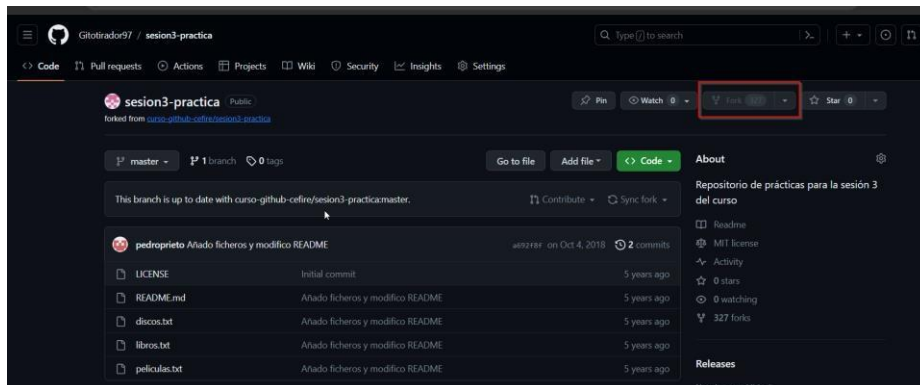 Gitotirador97 / sesion3-practica
Type / to search
<> Code Pull requests Actions Projects Wiki Security Insights Settings
sesion3-practica Public
Pin Watch 0 Fork 327 Star 0
forked from curso-github-cefire/sesion3-practica
master 1 branch 0 tags Go to file Add file <> Code
About
Repositorio de prácticas para la sesión 3
del curso
This branch is up to date with curso-github-cefire/sesion3-practica:master. Contribute Sync fork
Readme
MIT license
Activity
0 stars
0 watching
327 forks
pedroprieto Añado ficheros y modifico README on Oct 4, 2018 2 commits
LICENSE Initial commit 5 years ago
README.md Añado ficheros y modifico README 5 years ago
discos.txt Añado ficheros y modifico README 5 years ago
libros.txt Añado ficheros y modifico README 5 years ago
peliculas.txt Añado ficheros y modifico README 5 years ago
Releases